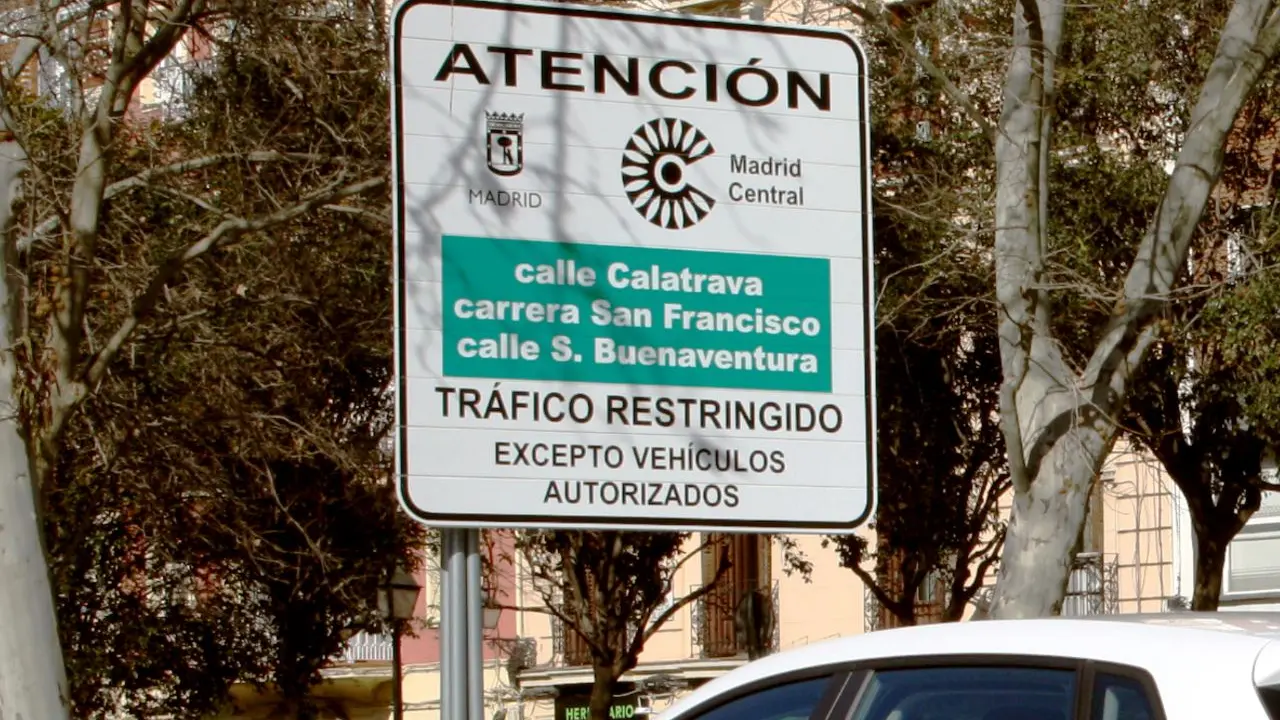 ATENCIÓN
MADRID
Madrid
Central
calle Calatrava
carrera San Francisco
calle S. Buenaventura
TRÁFICO RESTRINGIDO
EXCEPTO VEHÍCULOS
AUTORIZADOS